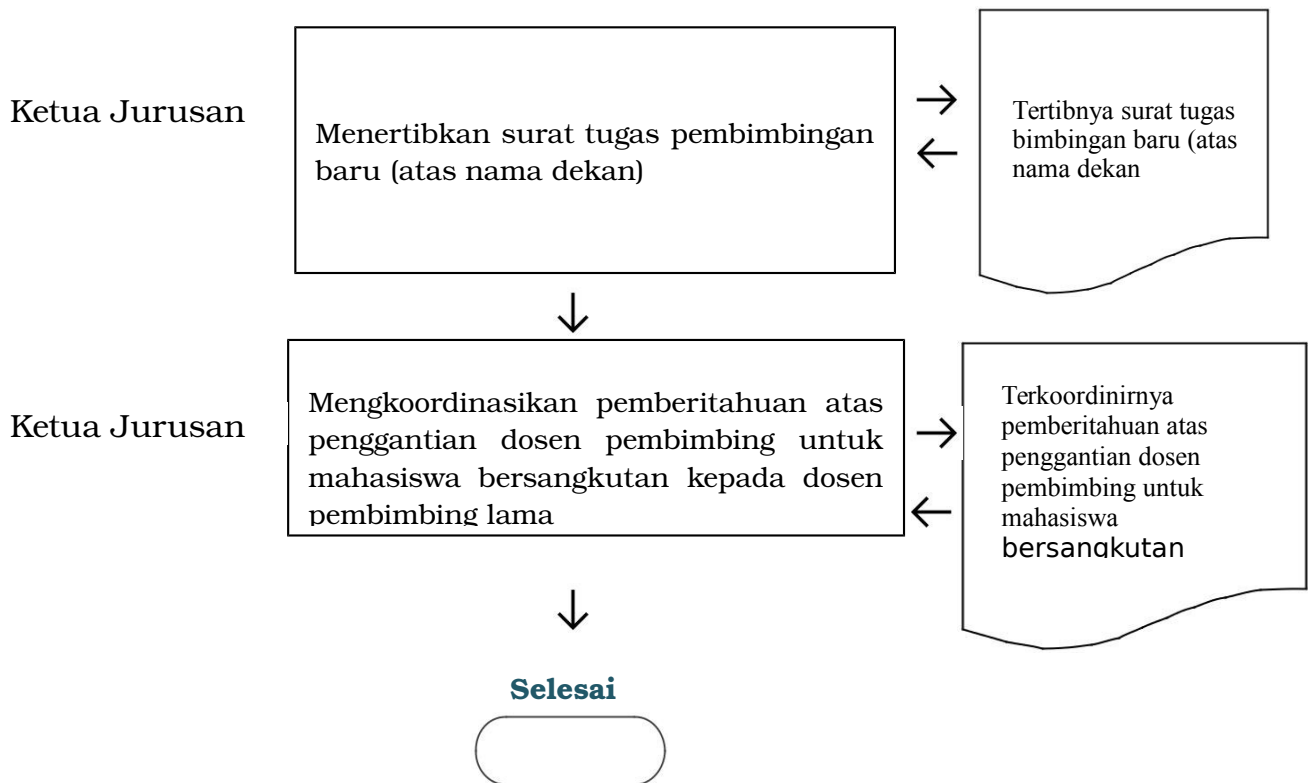 Ketua Jurusan
Menertibkan surat tugas pembimbingan
baru (atas nama dekan)
Tertibnya surat tugas
bimbingan baru (atas
nama dekan
Ketua Jurusan
Mengkoordinasikan pemberitahuan atas
penggantian dosen pembimbing untuk
mahasiswa bersangkutan kepada dosen
pembimbing lama
Terkoordinirnya
pemberitahuan atas
penggantian dosen
pembimbing untuk
mahasiswa
bersangkutan
Selesai